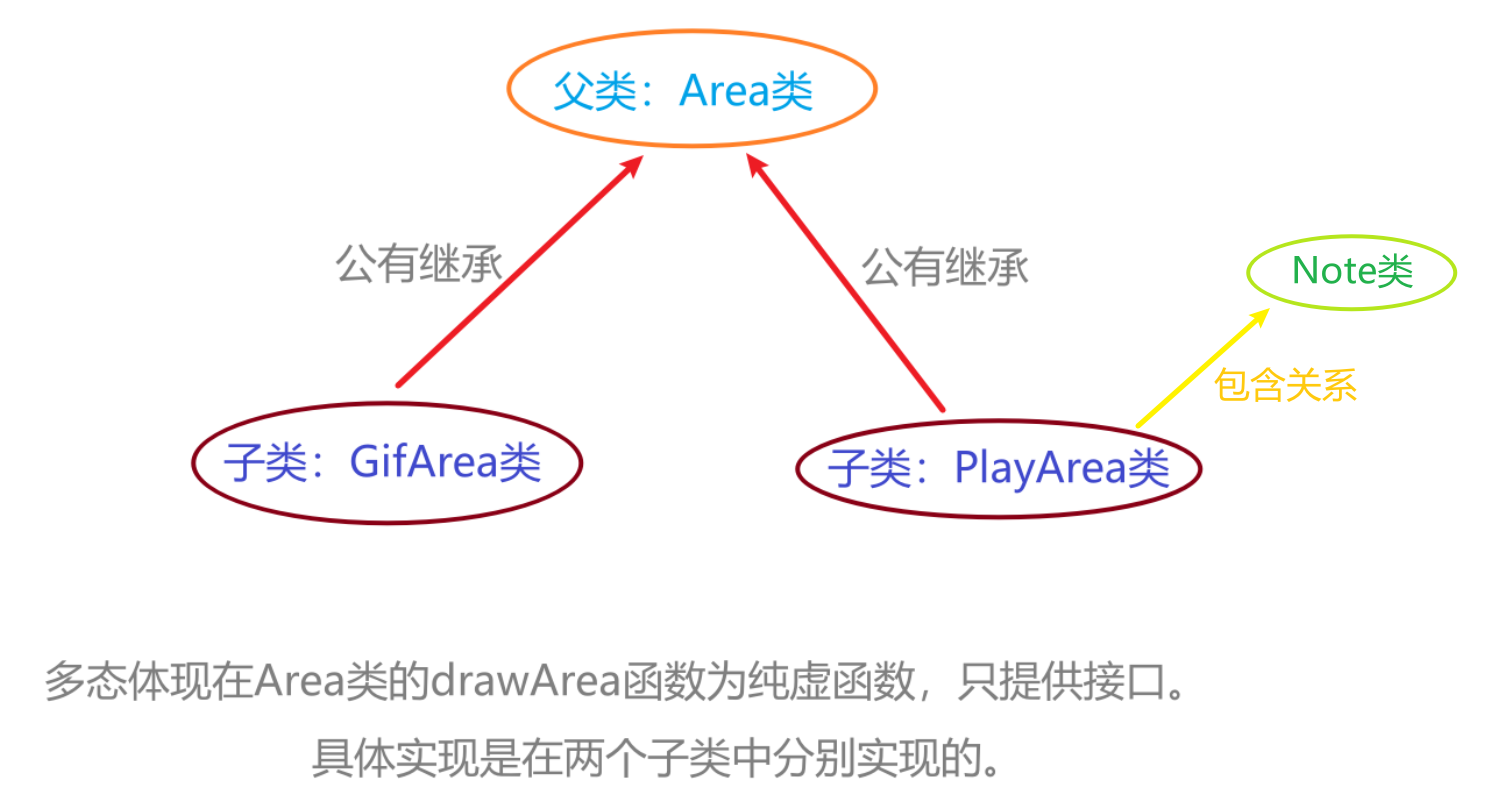 父类：Area类
公有继承
公有继承
Note类
包含关系
子类：GifArea类
子类：PlayArea类
多态体现在Area类的drawArea函数为纯虚函数，只提供接口。
具体实现是在两个子类中分别实现的。